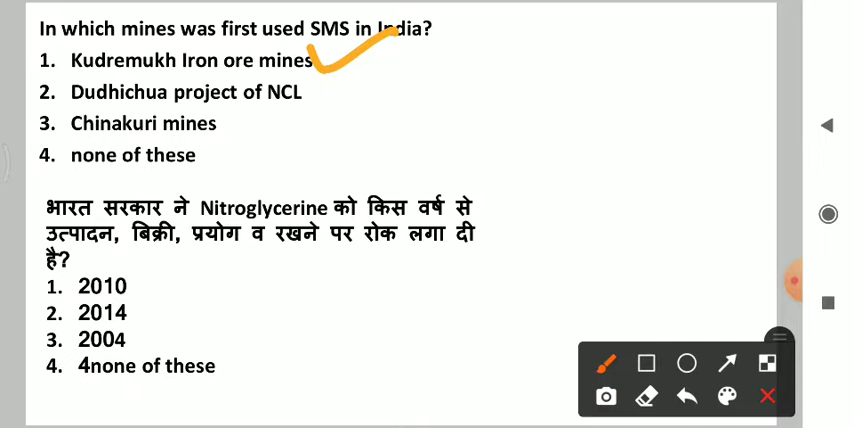 In which mines was first used SMS in India?
1. Kudremukh Iron ore mines
2. Dudhichua project of NCL
3. Chinakuri mines
4. none of these
भारत सरकार ने Nitroglycerine को किस वर्ष से
उत्पादन, बिक्री, प्रयोग व रखने पर रोक लगा दी
है?
1. 2010
2. 2014
3. 2004
4. 4none of these